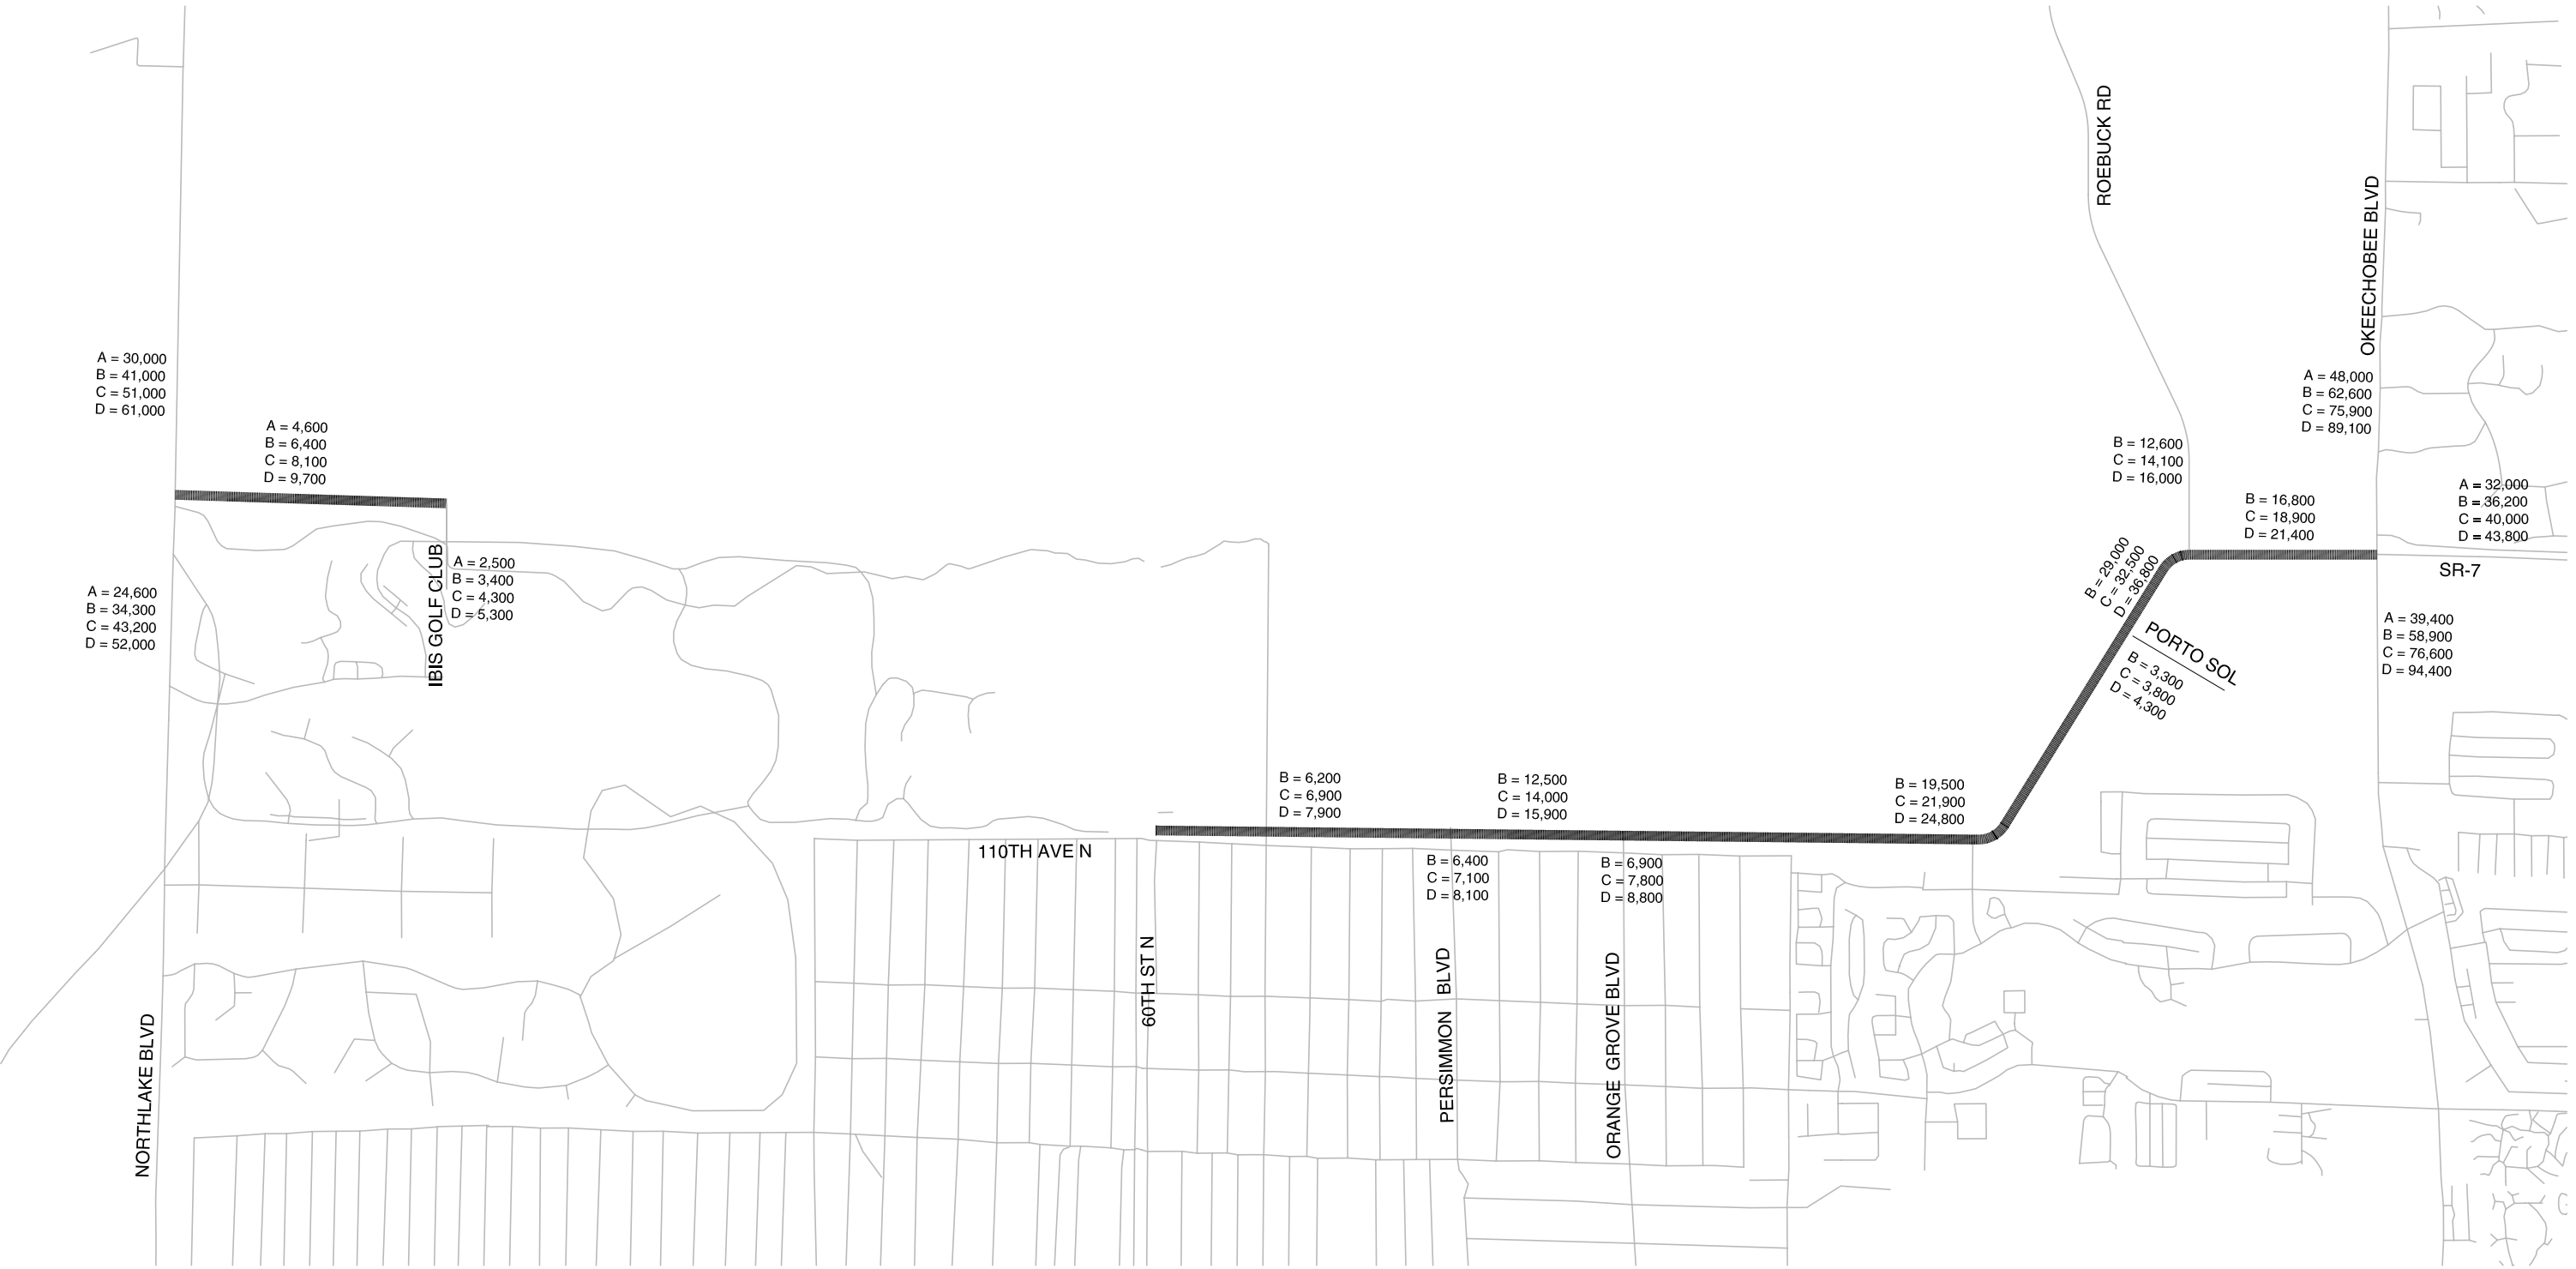 ROEBUCK RD
OKEECHOBEE BLVD
A = 30,000
B = 41,000
C = 51,000
D = 61,000
A = 4,600
B = 6,400
C = 8,100
D = 9,700
A = 48,000
B = 62,600
C = 75,900
D = 89,100
B = 12,600
C = 14,100
D = 16,000
B = 16,800
C = 18,900
D = 21,400
A = 32,000
B = 36,200
C = 40,000
D = 43,800
SR-7
B = 29,000
C = 32,500
D = 36,800
IBIS GOLF CLUB
A = 2,500
B = 3,400
C = 4,300
D = 5,300
A = 24,600
B = 34,300
C = 43,200
D = 52,000
PORTO SOL
B = 3,300
C = 3,800
D = 4,300
A = 39,400
B = 58,900
C = 76,600
D = 94,400
B = 6,200
C = 6,900
D = 7,900
B = 12,500
C = 14,000
D = 15,900
B = 19,500
C = 21,900
D = 24,800
110TH AVE N
B = 6,400
C = 7,100
D = 8,100
B = 6,900
C = 7,800
D = 8,800
60TH ST N
PERSIMMON BLVD
ORANGE GROVE BLVD
NORTHLAKE BLVD